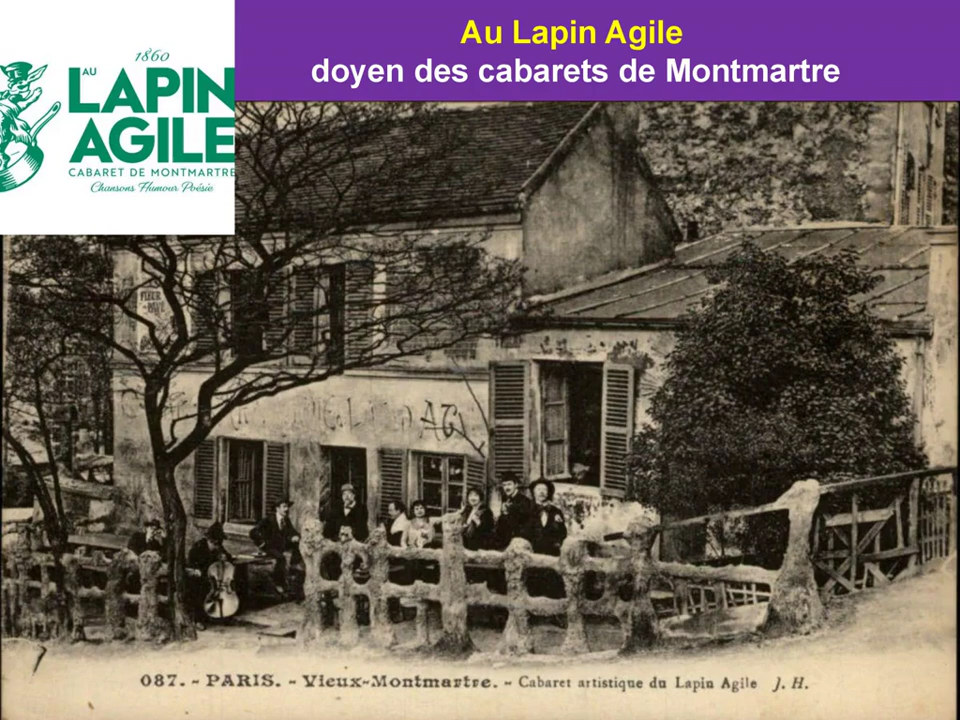 Au Lapin Agile
doyen des cabarets de Montmartre
1860
AU
LAPIN
AGILE
CABARET DE MONTMARTRE
Chansons Humour Poésie
087. - PARIS. - Vieux-Montmartre. - Cabaret artistique du Lapin Agile J. H.